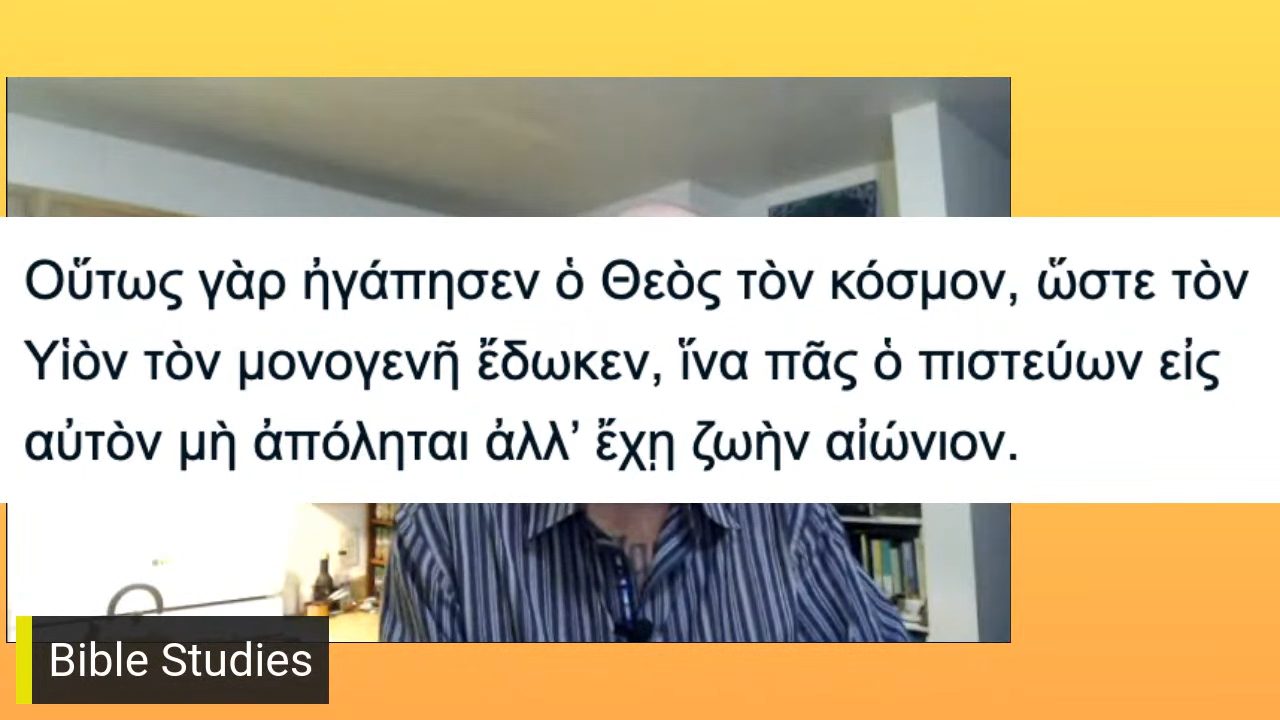 Οὕτως γὰρ ἠγάπησεν ὁ Θεὸς τὸν κόσμον, ὥστε τὸν
Υἱὸν τὸν μονογενῆ ἔδωκεν, ἵνα πᾶς ὁ πιστεύων εἰς
αὐτὸν μὴ ἀπόληται ἀλλ’ ἔχῃ ζωὴν αἰώνιον.
Bible Studies